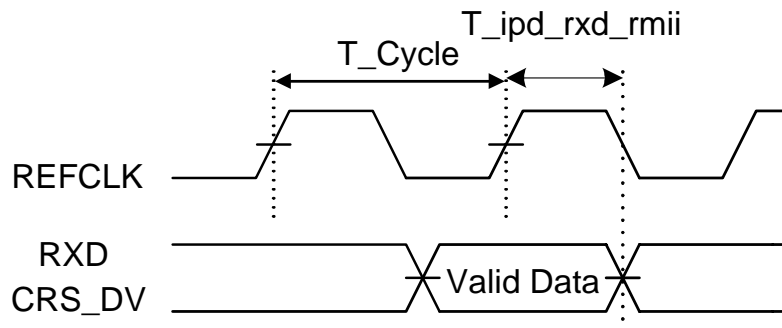 T_ipd_rxd_rmii
T_Cycle
REFCLK
RXD
Valid Data
CRS_DV